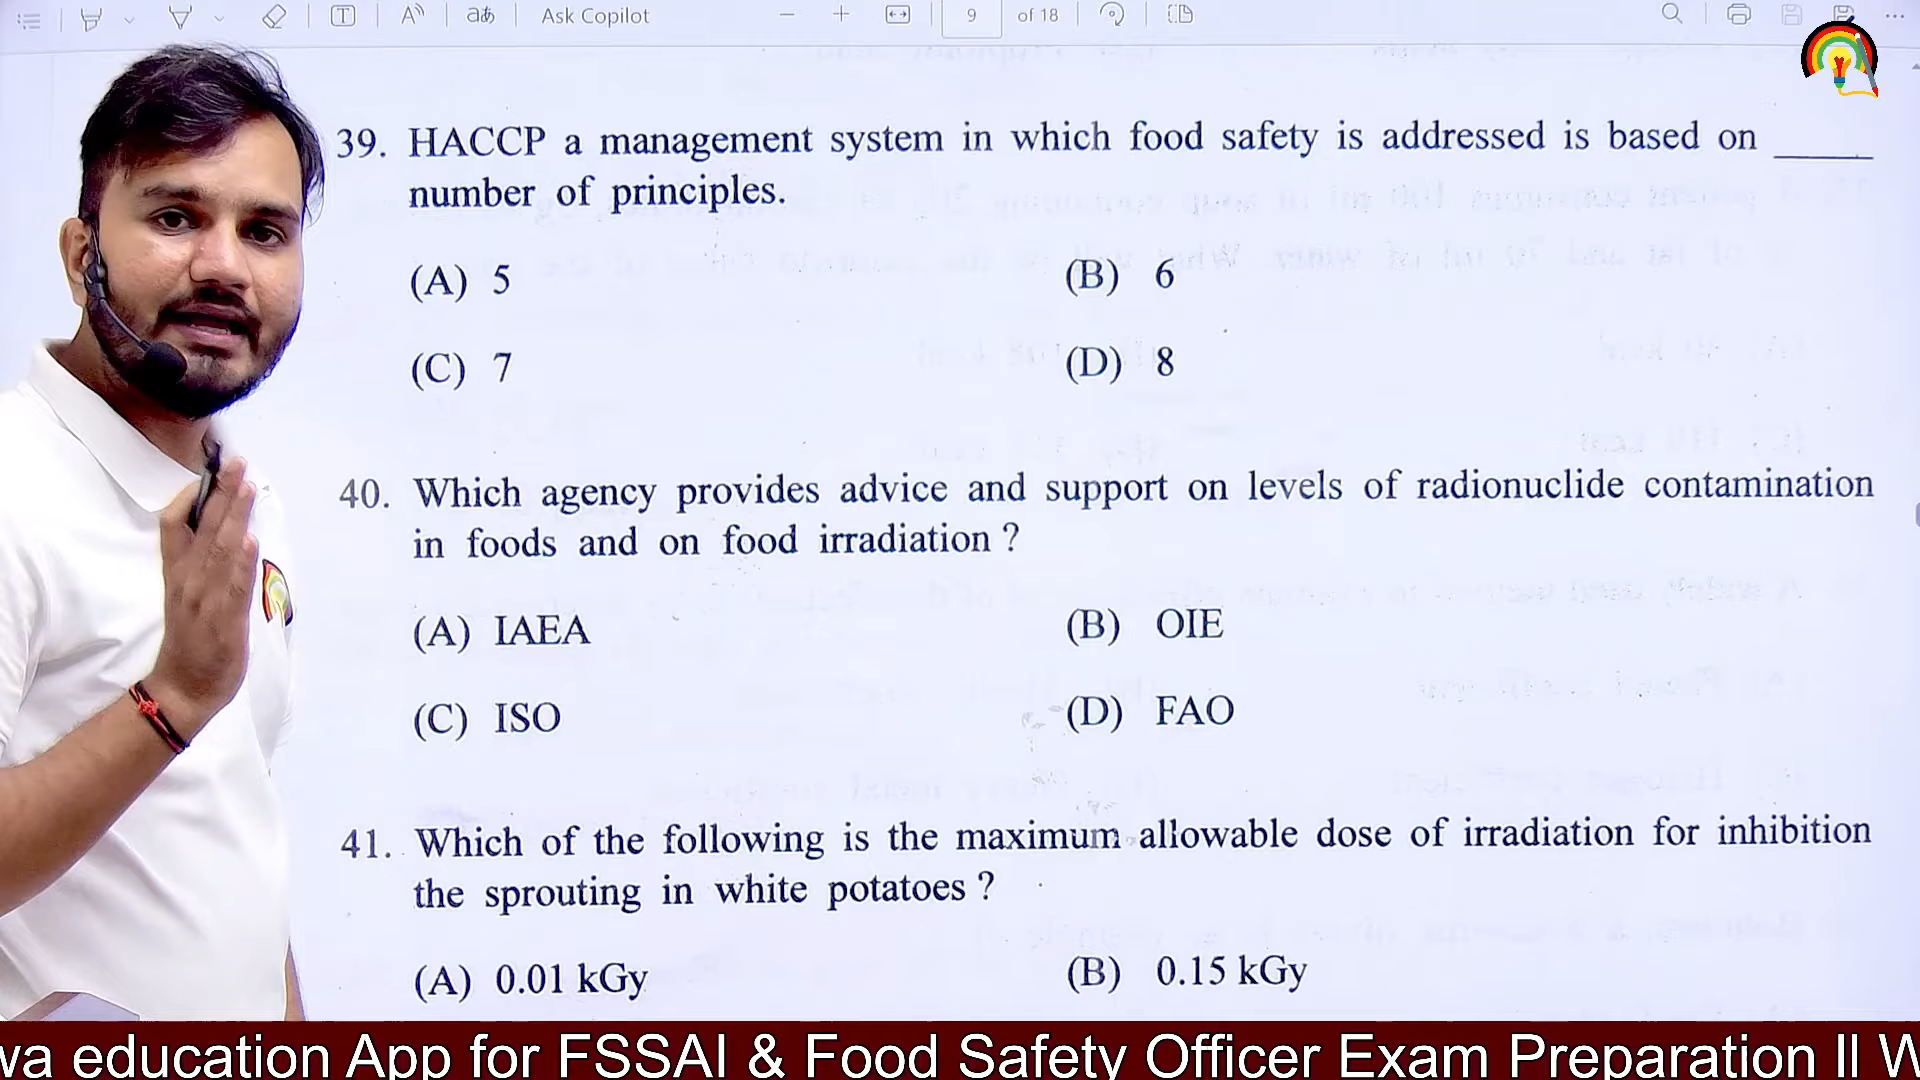 Ask Copilot
9 of 18
39. HACCP a management system in which food safety is addressed is based on ____
number of principles.
(A) 5
(B) 6
(C) 7
(D) 8
40. Which agency provides advice and support on levels of radionuclide contamination
in foods and on food irradiation ?
(A) IAEA
(B) OIE
(C) ISO
(D) FAO
41. Which of the following is the maximum allowable dose of irradiation for inhibition
the sprouting in white potatoes ?
(A) 0.01 kGy
(B) 0.15 kGy
wa education App for FSSAI & Food Safety Officer Exam Preparation ll W